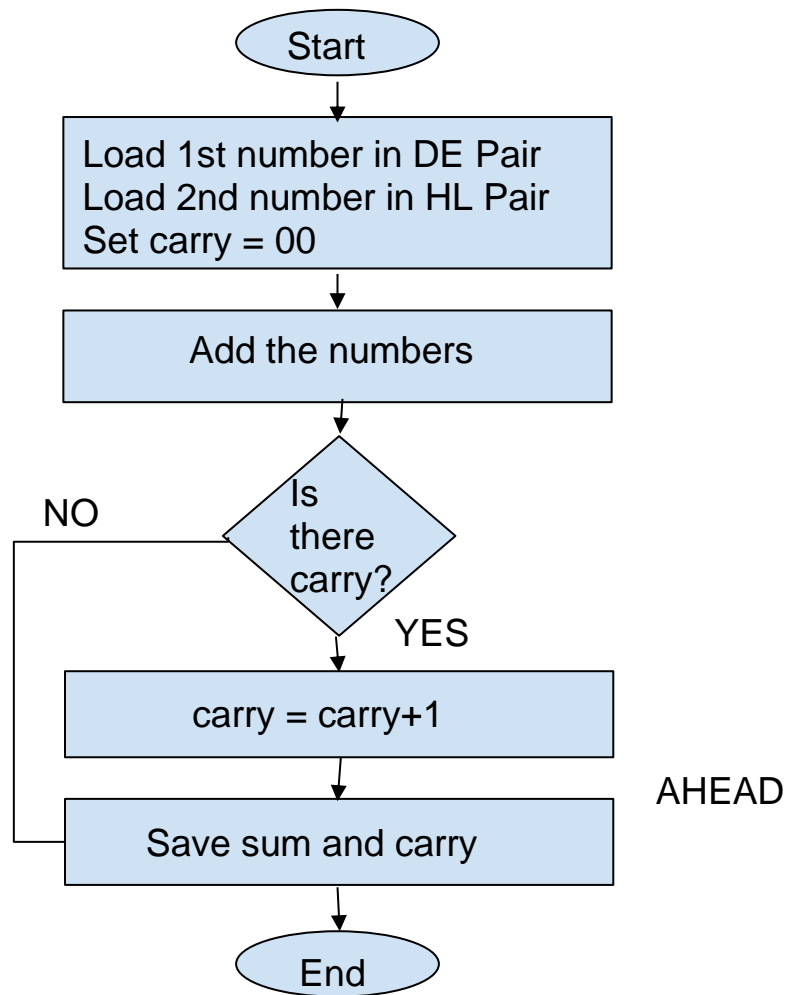 Start
Load 1st number in DE Pair
Load 2nd number in HL Pair
Set carry = 00
Add the numbers
Is
there
carry?
NO
YES
carry = carry+1
AHEAD
Save sum and carry
End